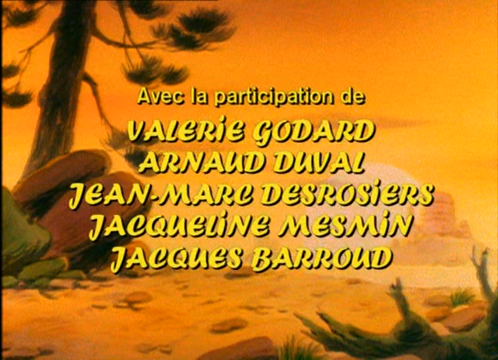 Avec la participation de
VALERiE GODARD
ARNAUD DUVAL
JEAN-MARC DESROSiERS
JACQUELiNE MESMiN
JACQUES BARROUD